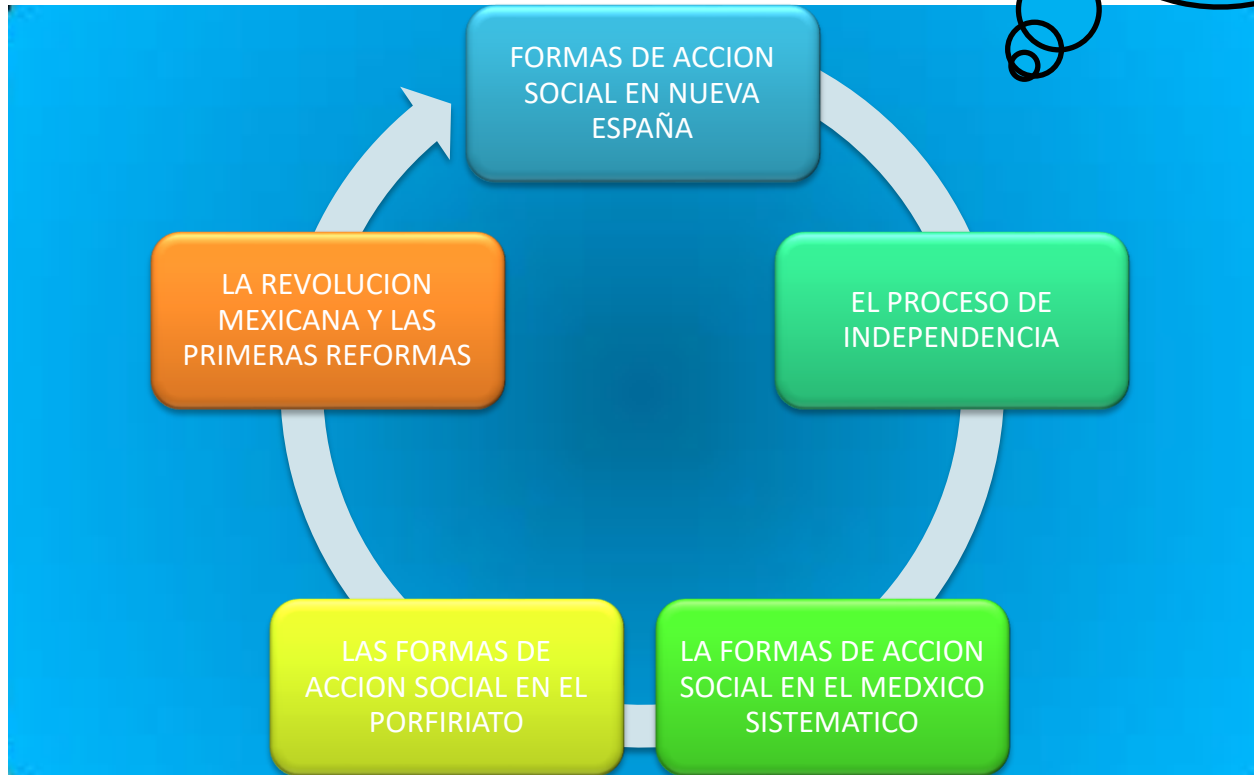 FORMAS DE ACCION
SOCIAL EN NUEVA
ESPAÑA
EL PROCESO DE
INDEPENDENCIA
LA FORMAS DE ACCION
SOCIAL EN EL MEDXICO
SISTEMATICO
LAS FORMAS DE
ACCION SOCIAL EN EL
PORFIRIATO
LA REVOLUCION
MEXICANA Y LAS
PRIMERAS REFORMAS